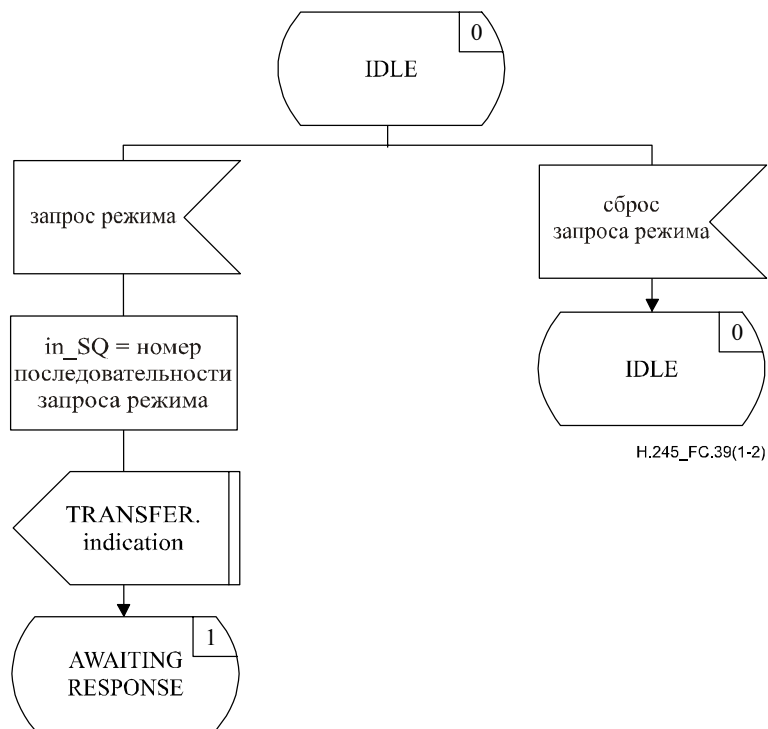 0
IDLE
запрос режима
сброс
запроса режима
in_SQ = номер
последовательности
запроса режима
0
IDLE
H.245_FC.39(1-2)
TRANSFER.
indication
1
AWAITING
RESPONSE